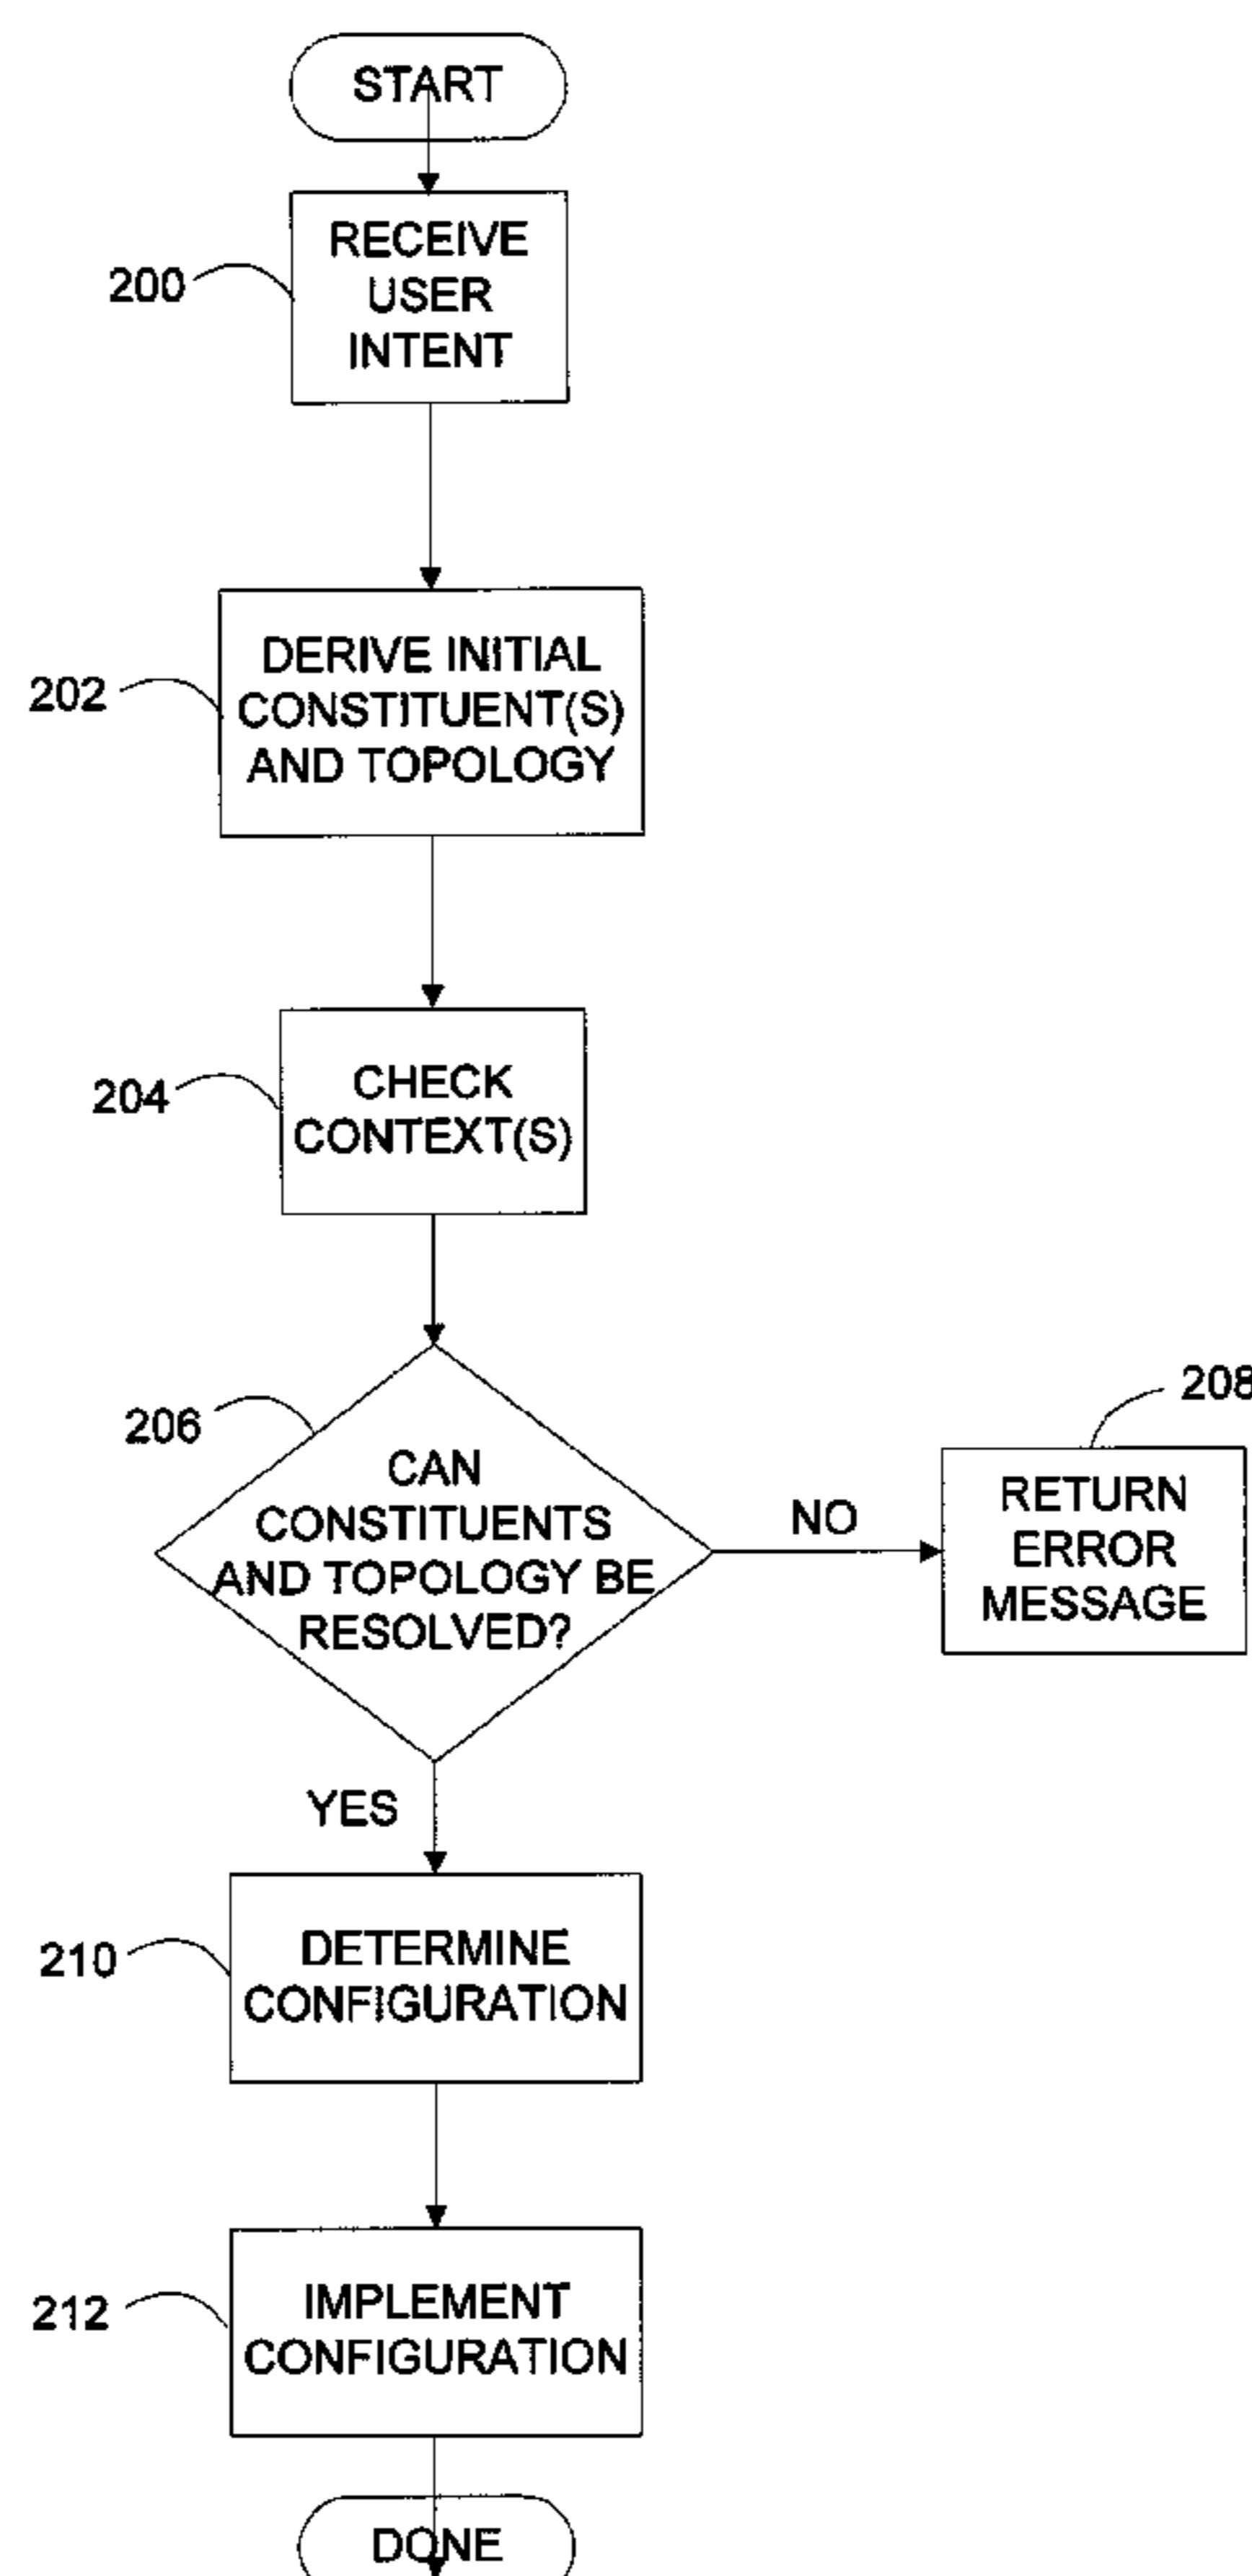 START
200
RECEIVE
USER
INTENT
202
DERIVE INITIAL
CONSTITUENT(S)
AND TOPOLOGY
204
CHECK
CONTEXT(S)
206
CAN
CONSTITUENTS
AND TOPOLOGY BE
RESOLVED?
NO
208
RETURN
ERROR
MESSAGE
YES
210
DETERMINE
CONFIGURATION
212
IMPLEMENT
CONFIGURATION
DONE